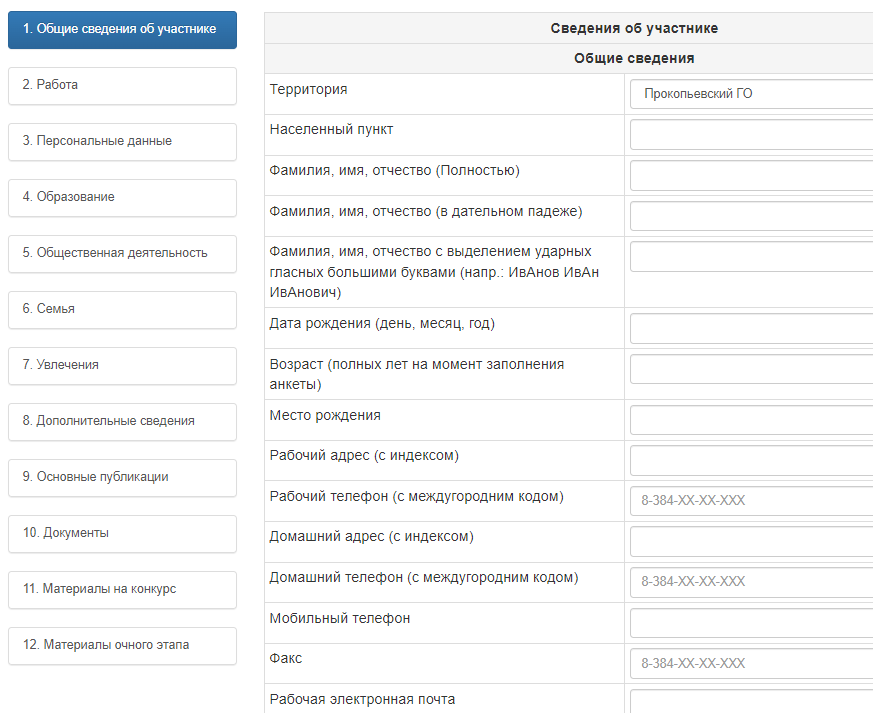 1. Общие сведения об участнике
2. Работа
3. Персональные данные
4. Образование
5. Общественная деятельность
6. Семья
7. Увлечения
8. Дополнительные сведения
9. Основные публикации
10. Документы
11. Материалы на конкурс
12. Материалы очного этапа
Сведения об участнике
Общие сведения
Территория
Прокопьевский ГО
Населенный пункт
Фамилия, имя, отчество (Полностью)
Фамилия, имя, отчество (в дательном падеже)
Фамилия, имя, отчество с выделением ударных
гласных большими буквами (напр.: ИвАнов ИвАн
ИвАнович)
Дата рождения (день, месяц, год)
Возраст (полных лет на момент заполнения
анкеты)
Место рождения
Рабочий адрес (с индексом)
Рабочий телефон (с междугородним кодом)
8-384-XX-XX-XXX
Домашний адрес (с индексом)
Домашний телефон (с междугородним кодом)
8-384-XX-XX-XXX
Мобильный телефон
Факс
8-384-XX-XX-XXX
Рабочая электронная почта